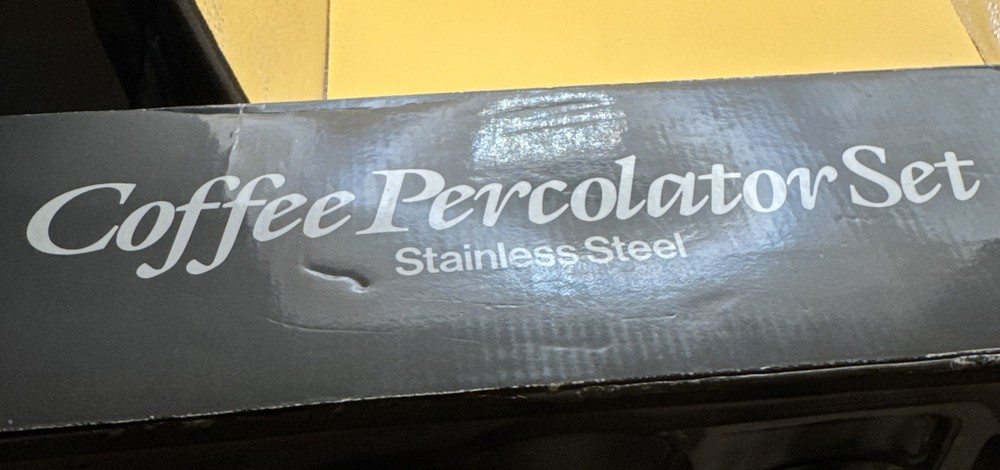 Coffee Percolator Set
Stainless Steel